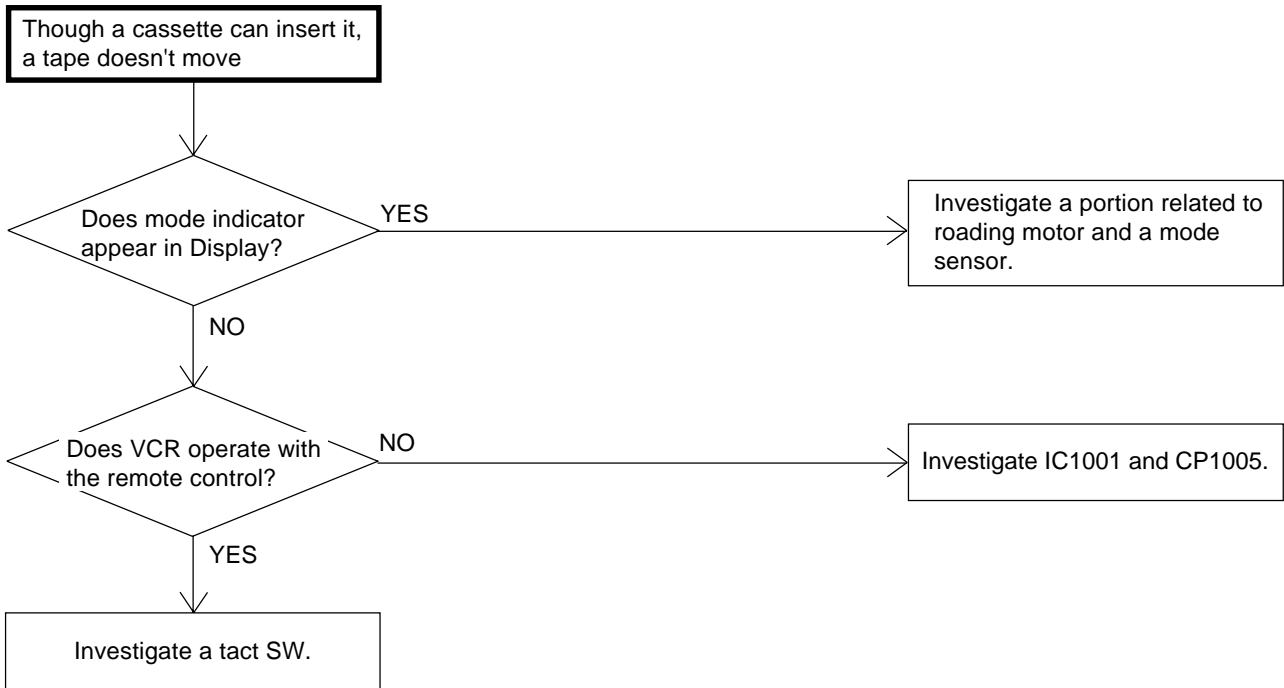 Though a cassette can insert it,
a tape doesn't move
Does mode indicator
appear in Display?
YES
Investigate a portion related to
roading motor and a mode
sensor.
NO
Does VCR operate with
the remote control?
NO
Investigate IC1001 and CP1005.
YES
Investigate a tact SW.